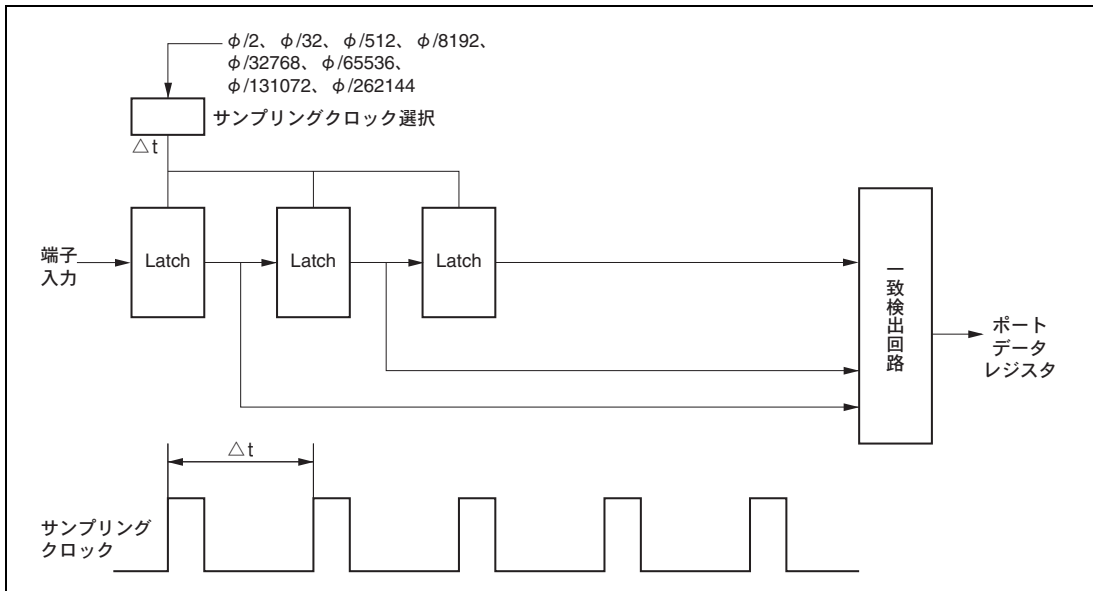 φ/2、φ/32、φ/512、φ/8192、
φ/32768、φ/65536、
φ/131072、φ/262144
サンプリングクロック選択
△t
端子
入力
Latch
Latch
Latch
一致検出回路
ポート
データ
レジスタ
△t
サンプリング
クロック